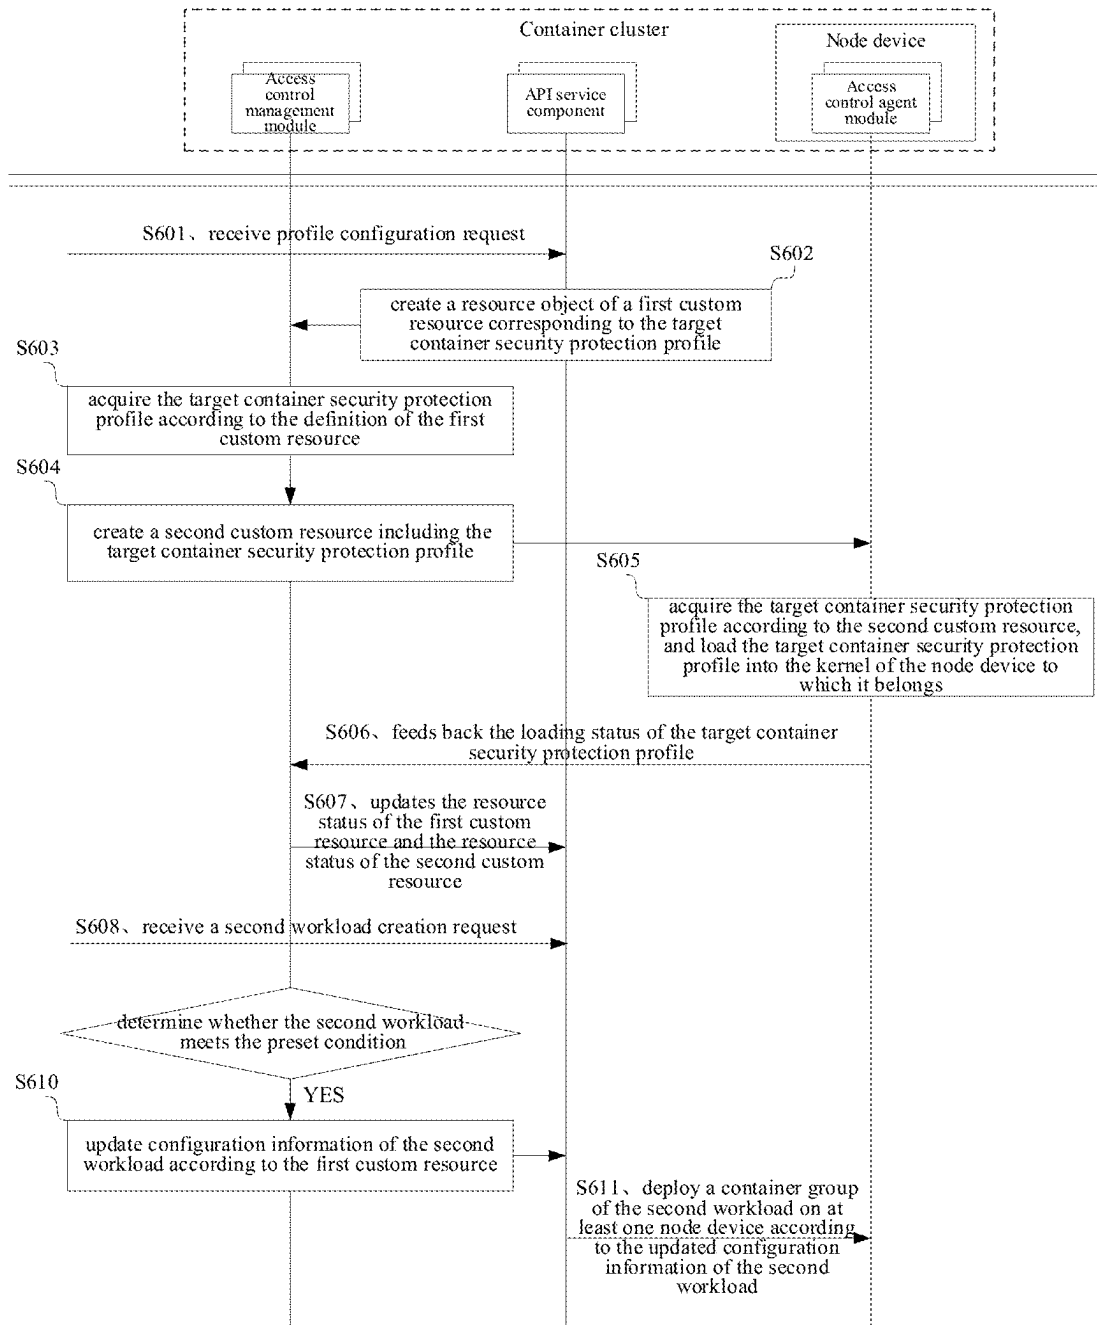 Container cluster
Node device
Access
control
management
module
API service
component
Access
control agent
module
S601、receive profile configuration request
S602
create a resource object of a first custom
resource corresponding to the target
container security protection profile
S603
acquire the target container security protection
profile according to the definition of the first
custom resource
S604
create a second custom resource including the
target container security protection profile
S605
acquire the target container security protection
profile according to the second custom resource,
and load the target container security protection
profile into the kernel of the node device to
which it belongs
S606、feeds back the loading status of the target container
security protection profile
S607、updates the resource
status of the first custom
resource and the resource
status of the second custom
resource
S608、receive a second workload creation request
determine whether the second workload
meets the preset condition
YES
S610
update configuration information of the second
workload according to the first custom resource
S611、deploy a container group
of the second workload on at
least one node device according
to the updated configuration
information of the second
workload